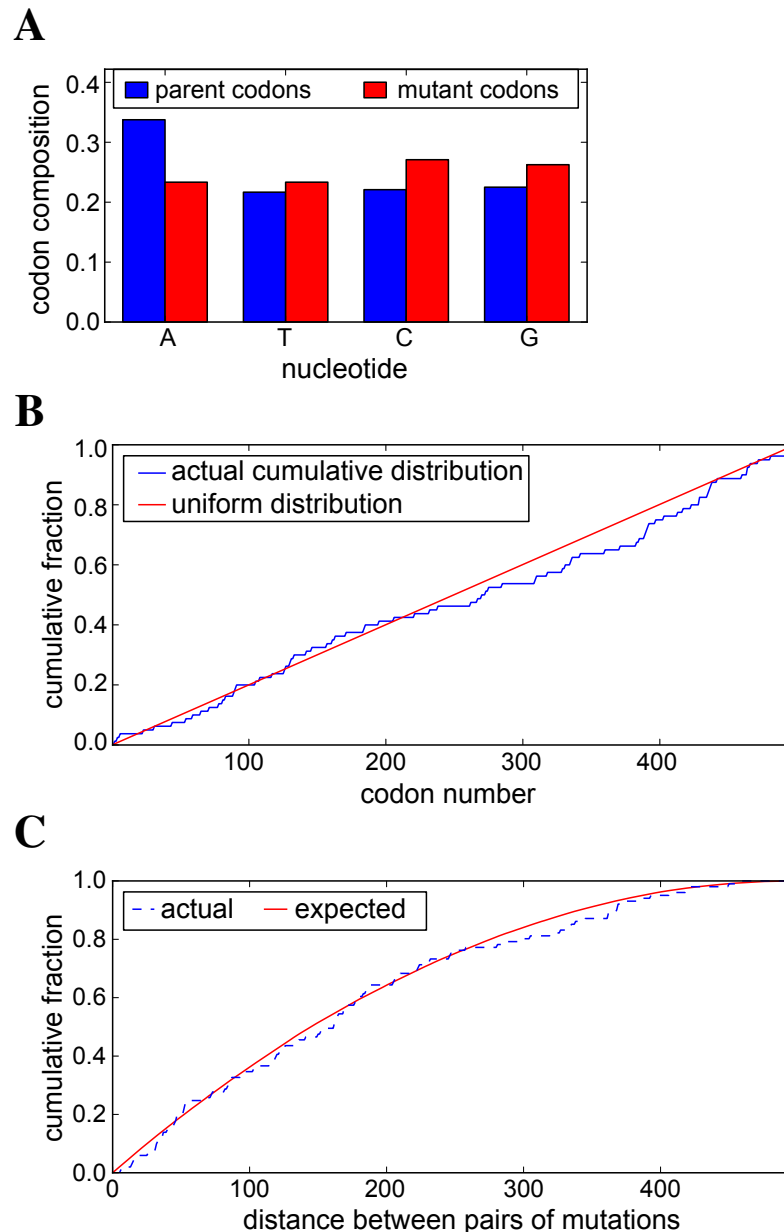 A
0.4
0.3
0.2
0.1
0.0
codon composition
parent codons
mutant codons
A T C G
nucleotide
B
1.0
0.8
0.6
0.4
0.2
0.0
cumulative fraction
actual cumulative distribution
uniform distribution
100 200 300 400
codon number
C
1.0
0.8
0.6
0.4
0.2
0.0
cumulative fraction
actual expected
0 100 200 300 400
distance between pairs of mutations